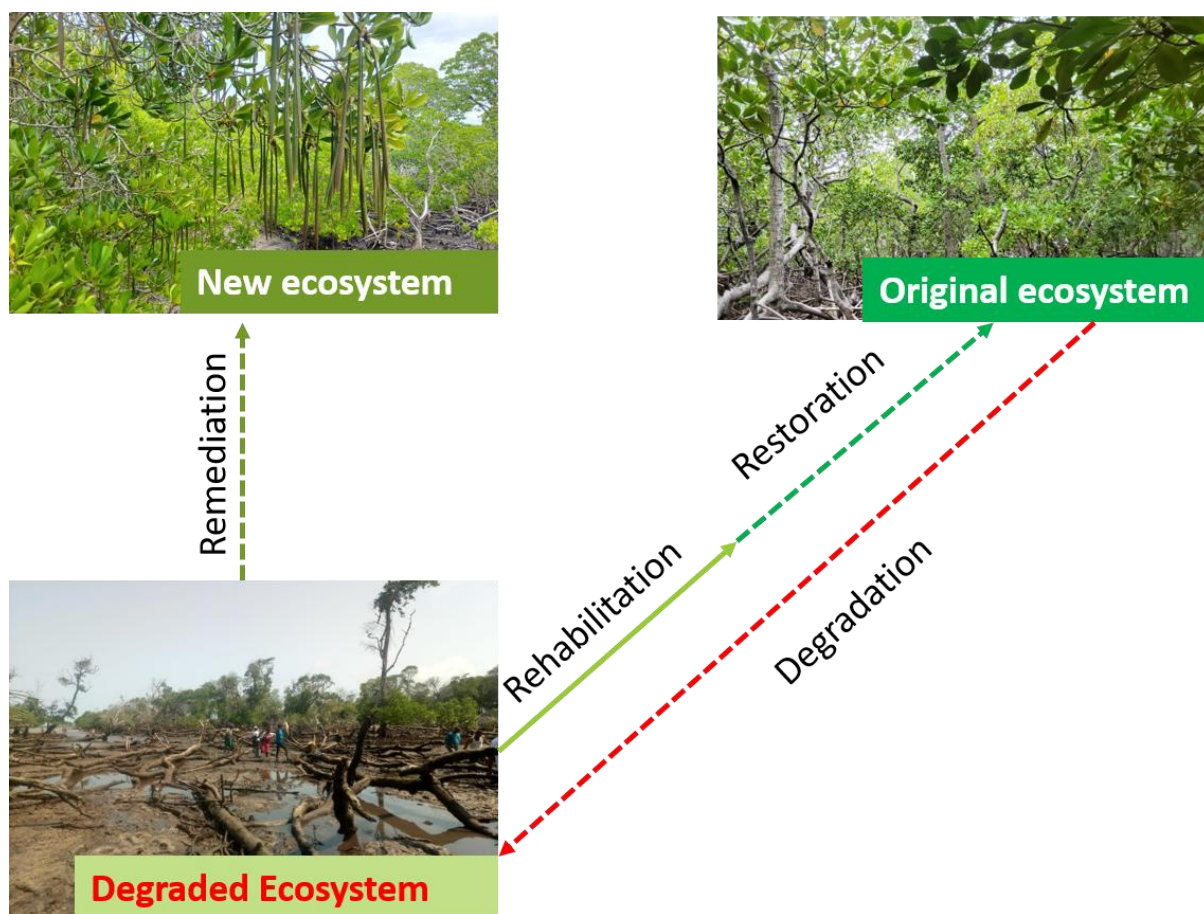 New ecosystem
Original ecosystem
Remediation
Restoration
Rehabilitation
Degradation
Degraded Ecosystem